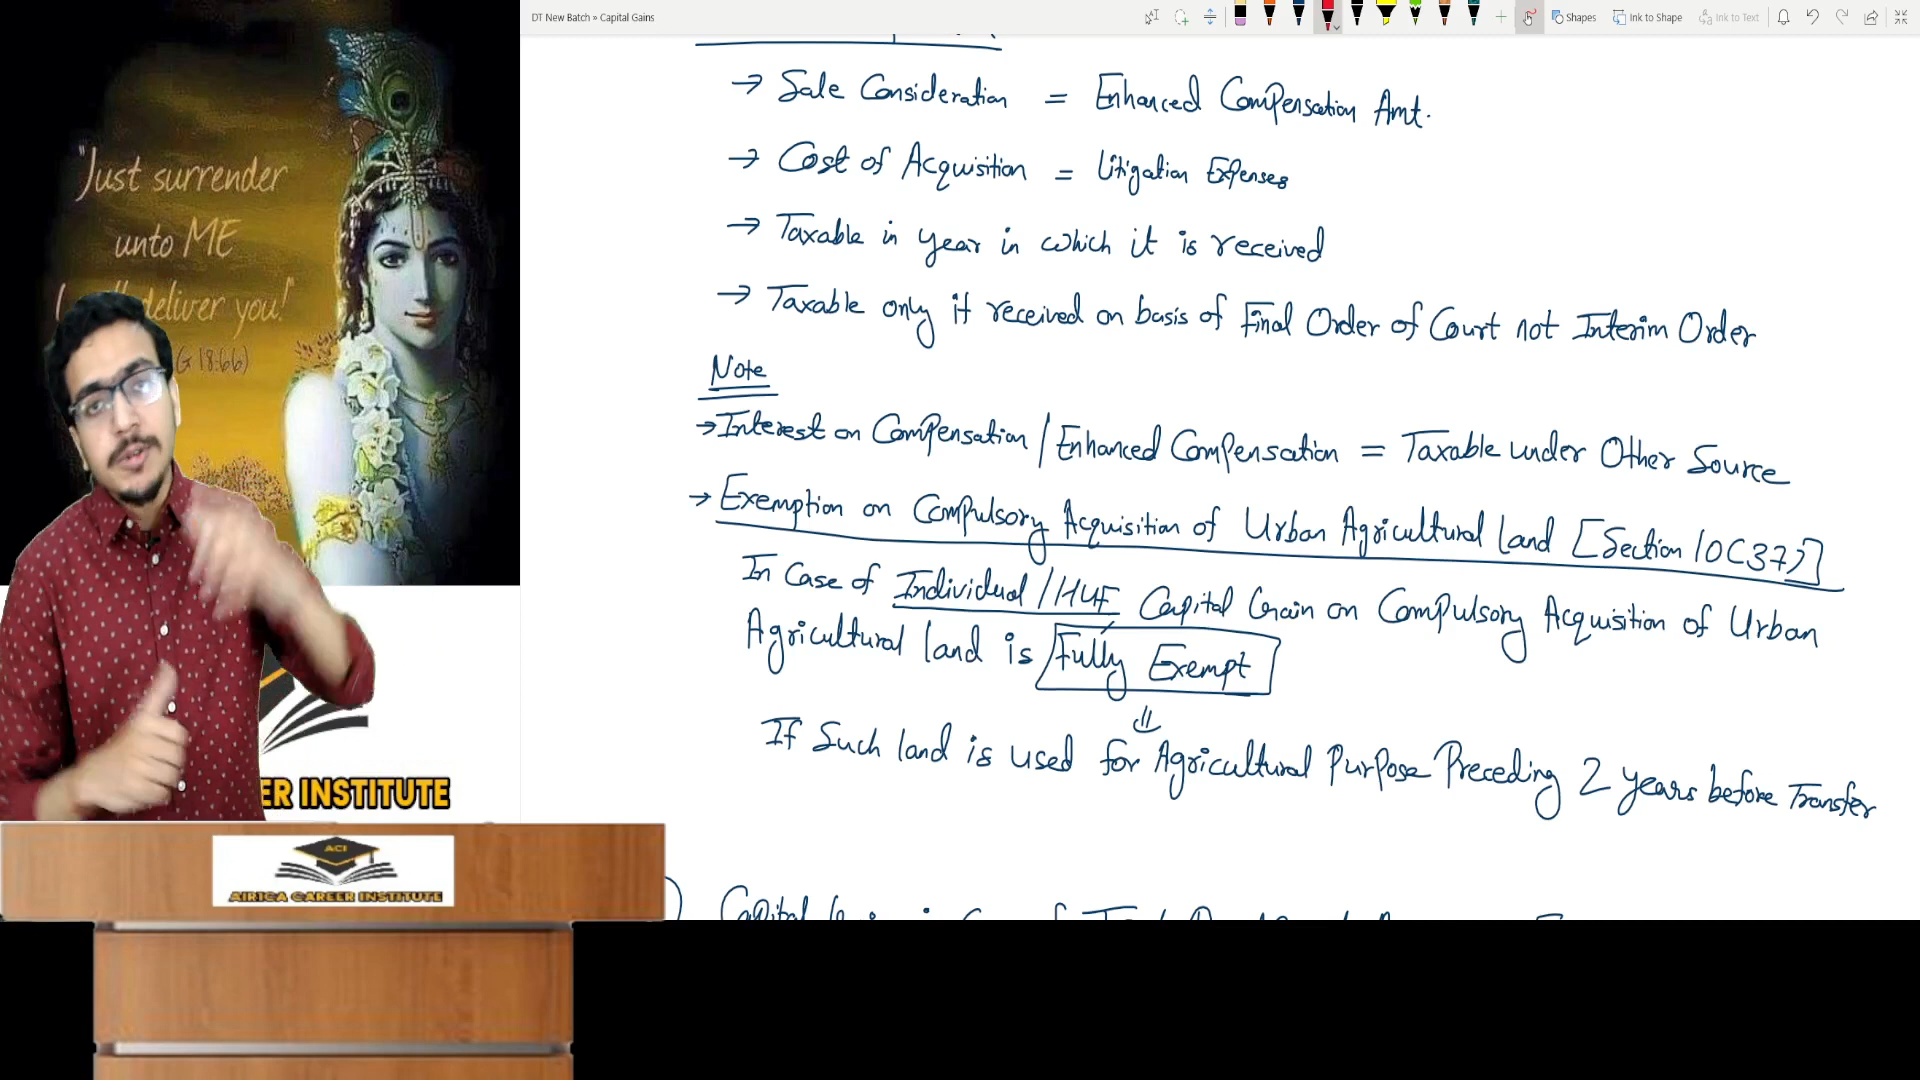 DT New Batch » Capital Gains
Shapes
Ink to Shape
Ink to Text
"Just surrender
unto ME
deliver you!"
18:66)
→ Sale Consideration = Enhanced Compensation Amt.
→ Cost of Acquisition = Litigation Expenses
→ Taxable in year in which it is received
→ Taxable only if received on basis of Final Order of Court not Interim Order
Note
→ Interest on Compensation / Enhanced Compensation = Taxable under Other Source
→ Exemption on Compulsory Acquisition of Urban Agricultural land [Section 10(37)]
In Case of Individual / HUF Capital Gain on Compulsory Acquisition of Urban
Agricultural land is Fully Exempt
⇓
If Such land is used for Agricultural Purpose Preceding 2 years before Transfer
ER INSTITUTE
ACI
AIRICA CAREER INSTITUTE